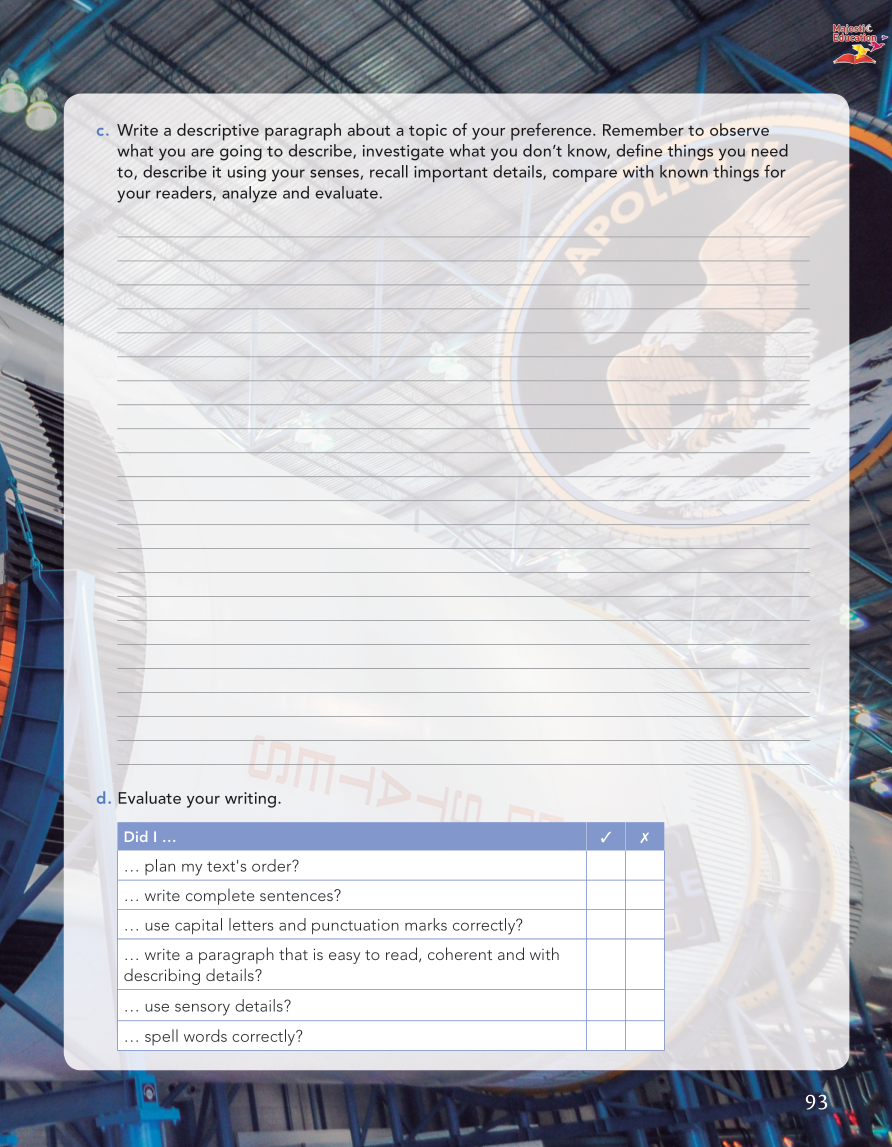 Majestic
Education
c. Write a descriptive paragraph about a topic of your preference. Remember to observe
what you are going to describe, investigate what you don’t know, define things you need
to, describe it using your senses, recall important details, compare with known things for
your readers, analyze and evaluate.
APOLLO 11
STATES
d. Evaluate your writing.
Did I … ✓ ✗
… plan my text's order?
… write complete sentences?
… use capital letters and punctuation marks correctly?
… write a paragraph that is easy to read, coherent and with
describing details?
… use sensory details?
… spell words correctly?
93